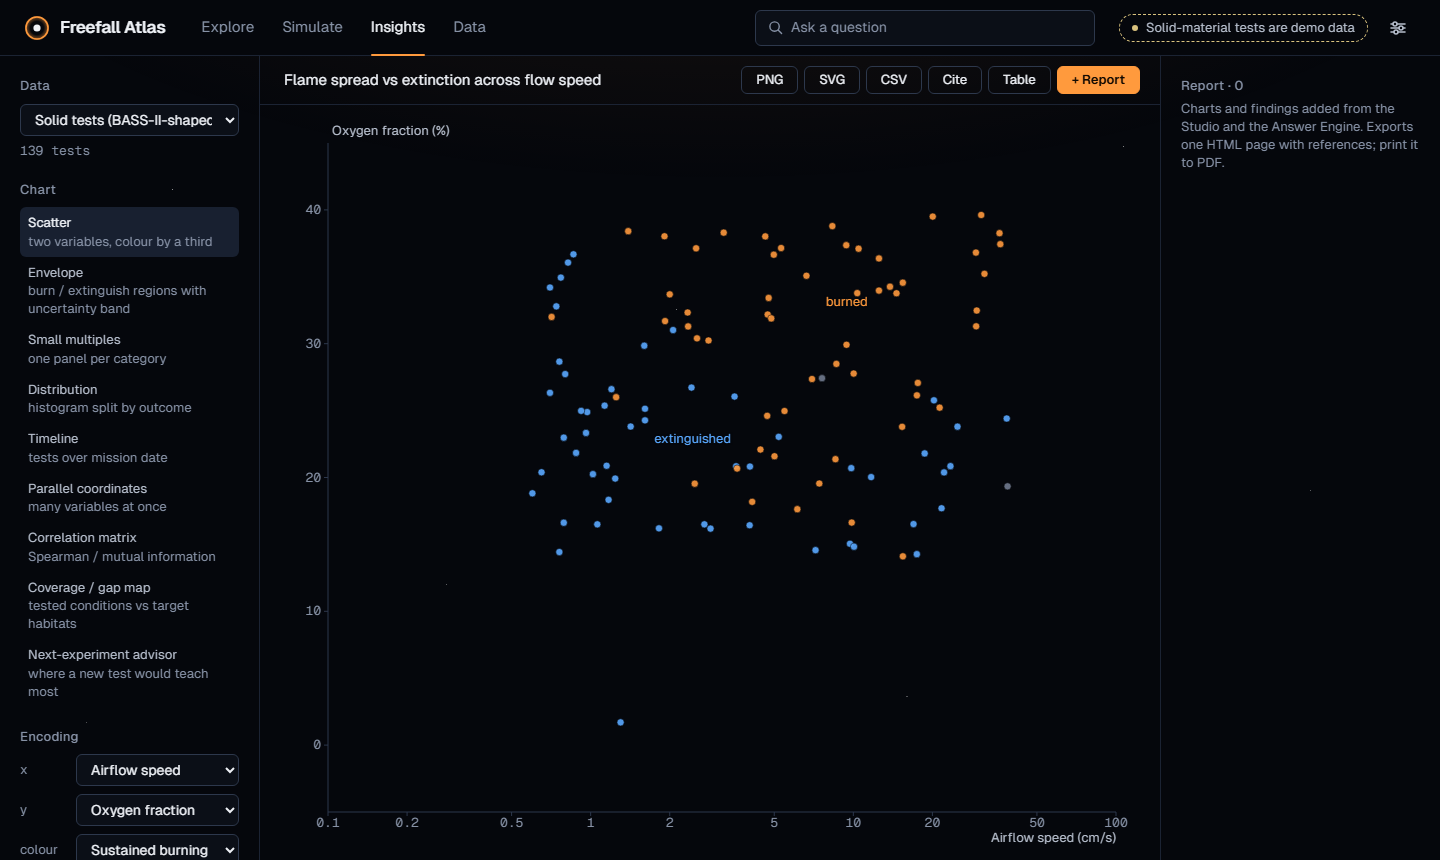 Freefall Atlas
Explore
Simulate
Insights
Data
Ask a question
Solid-material tests are demo data
Data
Solid tests (BASS-II-shaped
139 tests
Chart
Scatter
two variables, colour by a third
Envelope
burn / extinguish regions with
uncertainty band
Small multiples
one panel per category
Distribution
histogram split by outcome
Timeline
tests over mission date
Parallel coordinates
many variables at once
Correlation matrix
Spearman / mutual information
Coverage / gap map
tested conditions vs target
habitats
Next-experiment advisor
where a new test would teach
most
Encoding
x
Airflow speed
y
Oxygen fraction
colour
Sustained burning
Flame spread vs extinction across flow speed
PNG
SVG
CSV
Cite
Table
+ Report
Oxygen fraction (%)
40
30
20
10
0
burned
extinguished
0.1
0.2
0.5
1
2
5
10
20
50
100
Airflow speed (cm/s)
Report · 0
Charts and findings added from the
Studio and the Answer Engine. Exports
one HTML page with references; print it
to PDF.